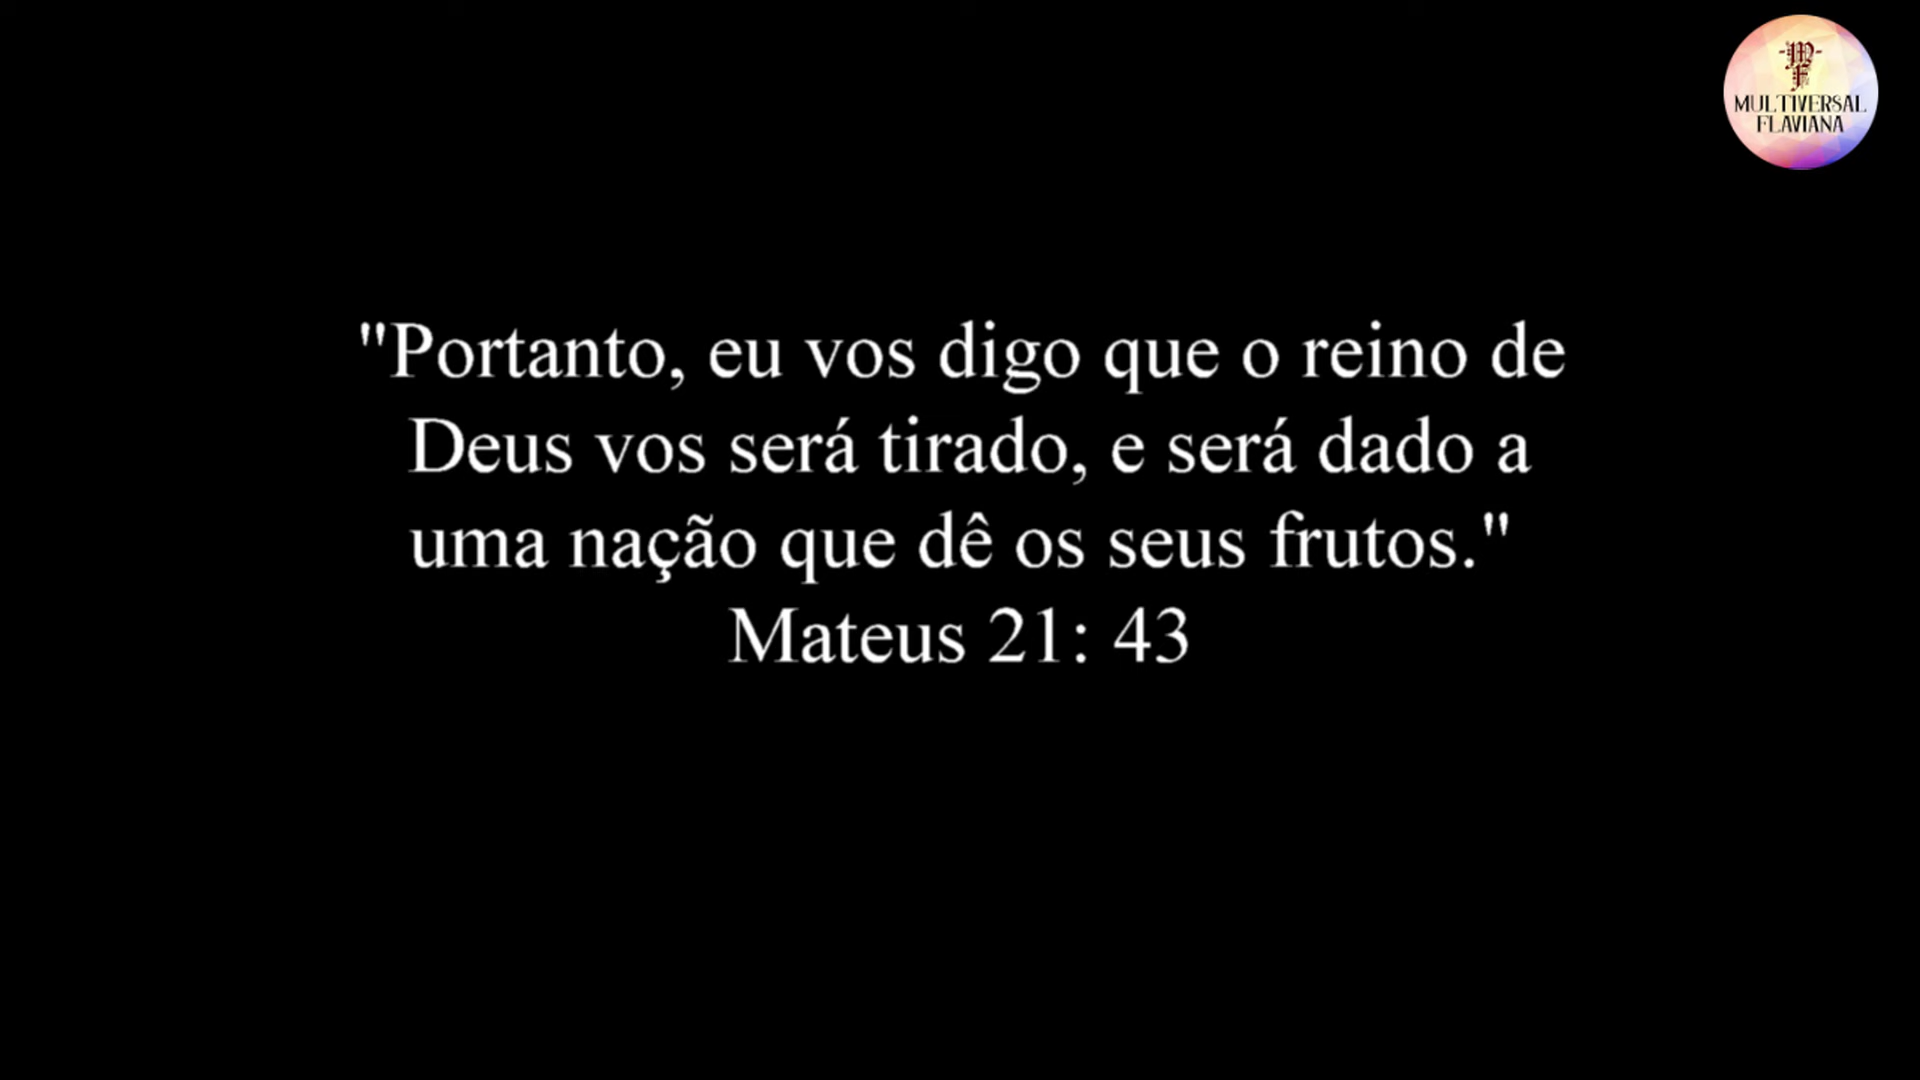 -M-
F
MULTIVERSAL
FLAVIANA
"Portanto, eu vos digo que o reino de
Deus vos será tirado, e será dado a
uma nação que dê os seus frutos."
Mateus 21: 43